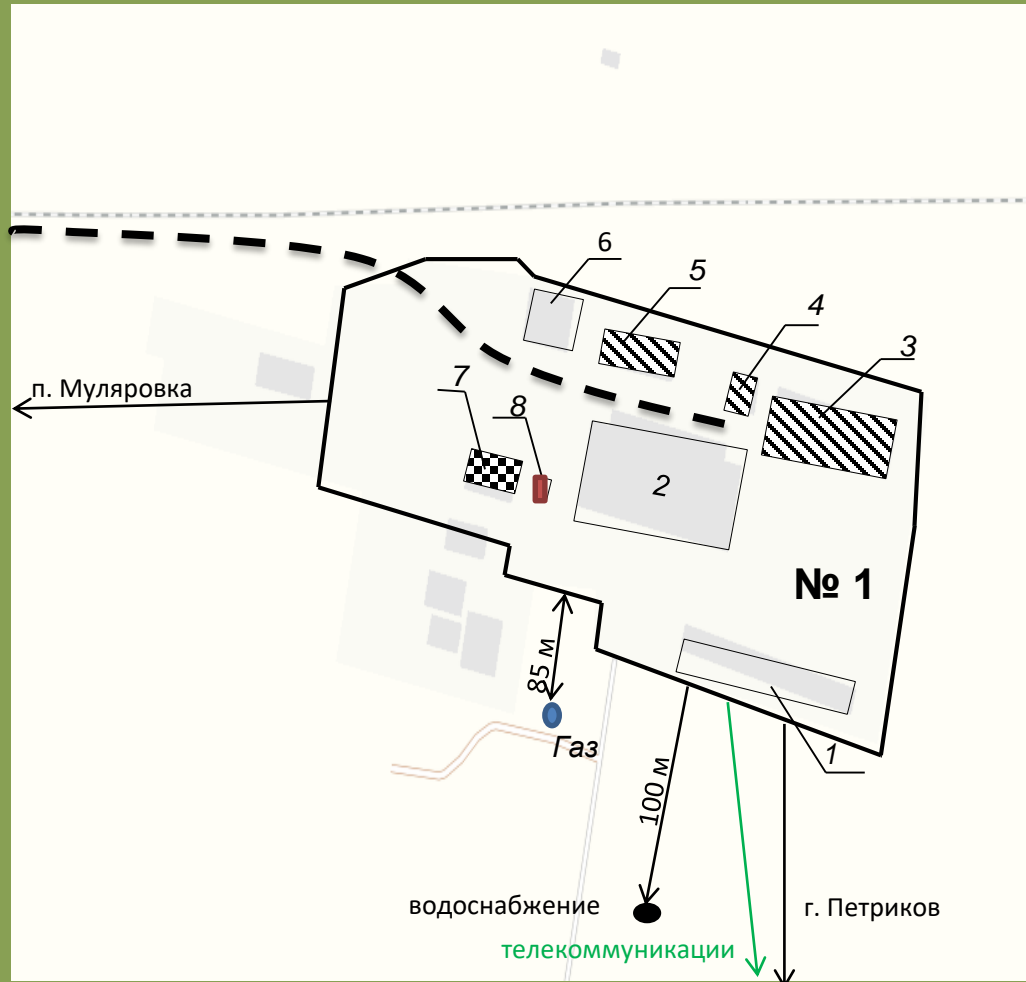 6
5
4
3
п. Муляровка
7
8
2
№ 1
85 м
Газ
1
100 м
водоснабжение
г. Петриков
телекоммуникации